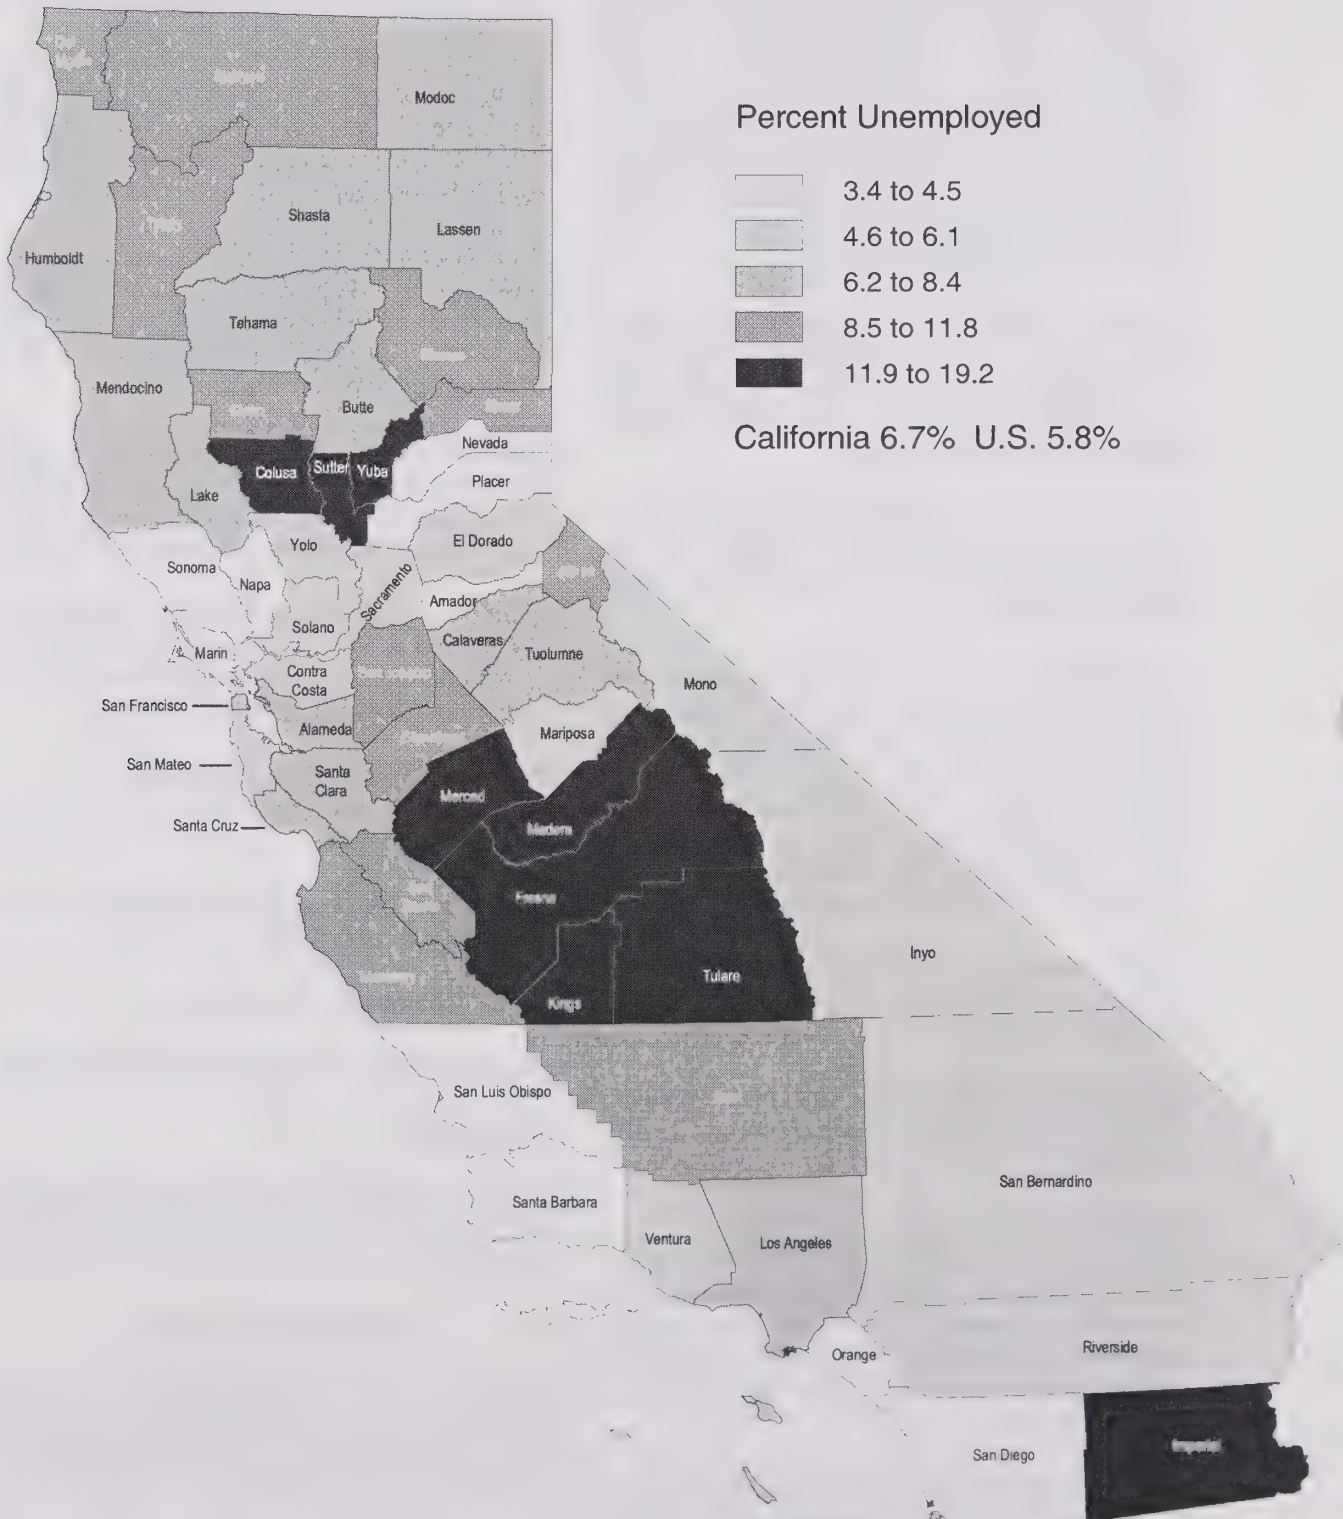 Percent Unemployed
3.4 to 4.5
4.6 to 6.1
6.2 to 8.4
8.5 to 11.8
11.9 to 19.2
California 6.7% U.S. 5.8%
Modoc
Shasta
Lassen
Humboldt
Tehama
Mendocino
Butte
Nevada
Colusa
Sutter
Yuba
Placer
Lake
Yolo
El Dorado
Sonoma
Napa
Sacramento
Amador
Solano
Calaveras
Marin
Tuolumne
Contra
Costa
Mono
San Francisco
Alameda
Mariposa
San Mateo
Santa
Clara
Merced
Santa Cruz
Madera
Fresno
Inyo
Tulare
Kings
San Luis Obispo
San Bernardino
Santa Barbara
Ventura
Los Angeles
Orange
Riverside
Imperial
San Diego